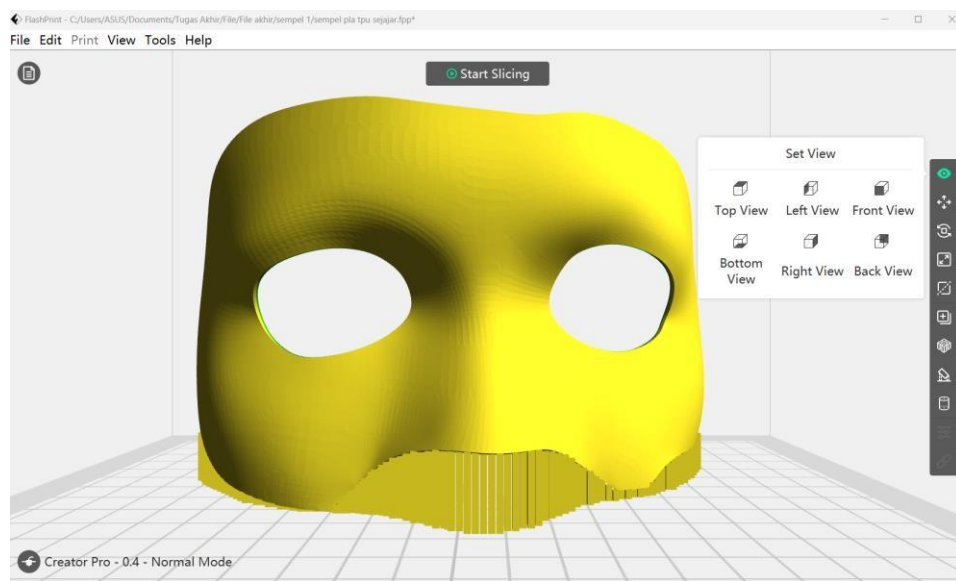 FlashPrint - C:/Users/ASUS/Documents/Tugas Akhir/File/File akhir/sempel 1/sempel pla tpu sejajar.fpp*
File Edit Print View Tools Help
Start Slicing
Set View
Top View Left View Front View
Bottom View Right View Back View
Creator Pro - 0.4 - Normal Mode